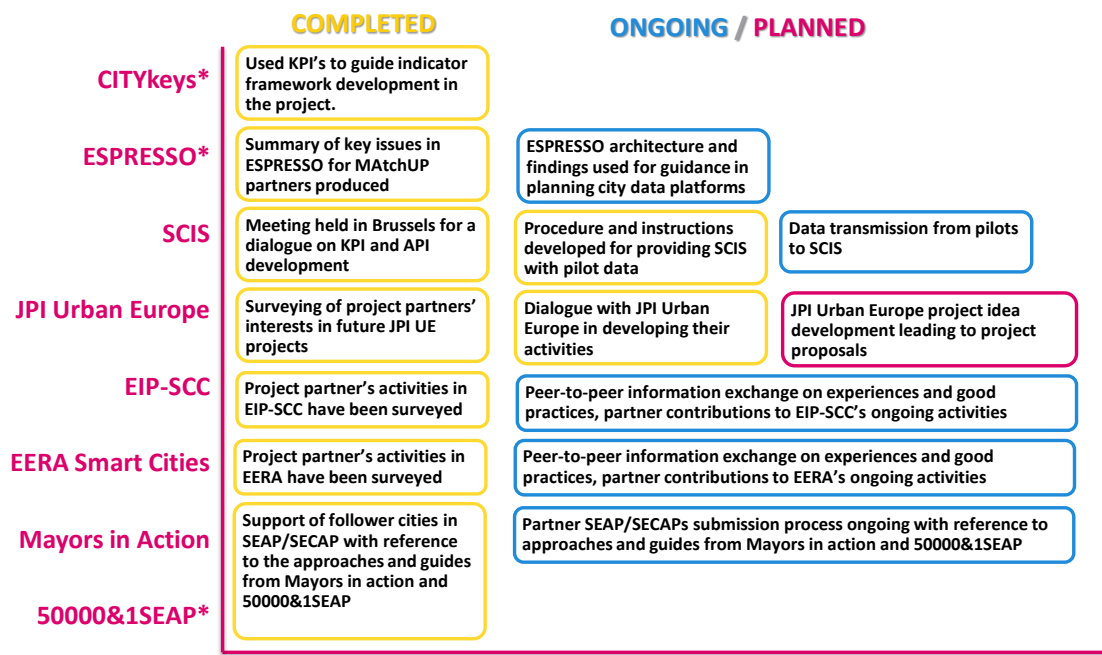 COMPLETED
ONGOING / PLANNED
CITYkeys*
Used KPI's to guide indicator
framework development in
the project.
ESPRESSO*
Summary of key issues in
ESPRESSO for MAtchUP
partners produced
ESPRESSO architecture and
findings used for guidance in
planning city data platforms
SCIS
Meeting held in Brussels for a
dialogue on KPI and API
development
Procedure and instructions
developed for providing SCIS
with pilot data
Data transmission from pilots
to SCIS
JPI Urban Europe
Surveying of project partners'
interests in future JPI UE
projects
Dialogue with JPI Urban
Europe in developing their
activities
JPI Urban Europe project idea
development leading to project
proposals
EIP-SCC
Project partner's activities in
EIP-SCC have been surveyed
Peer-to-peer information exchange on experiences and good
practices, partner contributions to EIP-SCC's ongoing activities
EERA Smart Cities
Project partner's activities in
EERA have been surveyed
Peer-to-peer information exchange on experiences and good
practices, partner contributions to EERA's ongoing activities
Mayors in Action
Support of follower cities in
SEAP/SECAP with reference
to the approaches and guides
from Mayors in action and
50000&1SEAP
Partner SEAP/SECAPs submission process ongoing with reference to
approaches and guides from Mayors in action and 50000&1SEAP
50000&1SEAP*